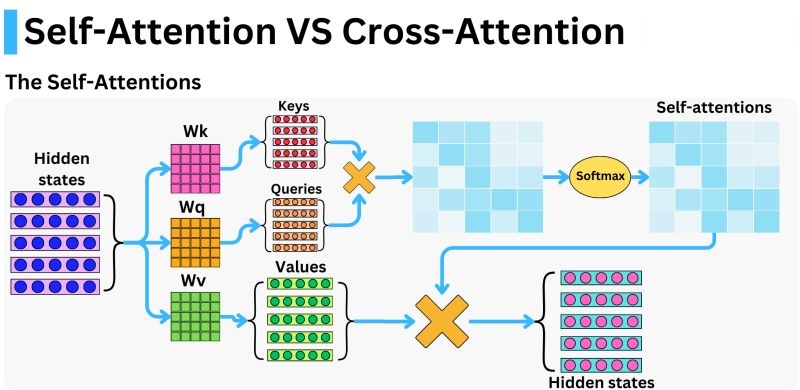 Self-Attention VS Cross-Attention
The Self-Attentions
Hidden
states
Wk
Wq
Wv
Keys
Queries
Values
Softmax
Self-attentions
Hidden states